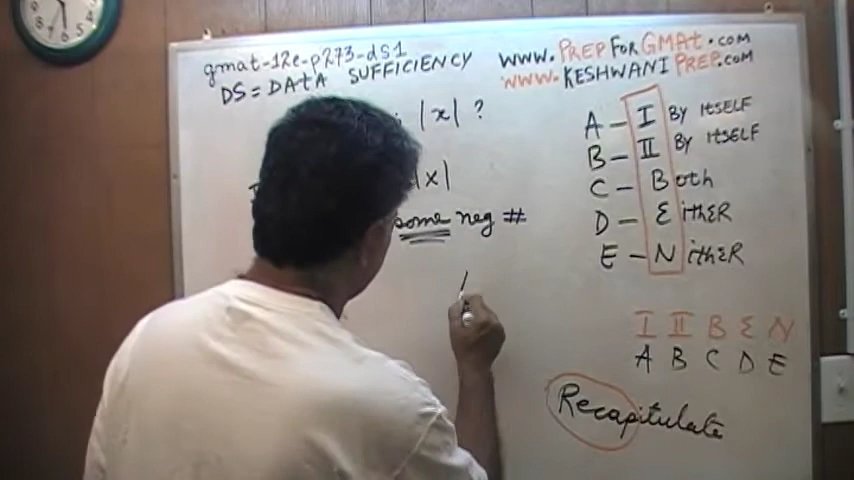 gmat-12e-p273-ds1
DS = DATA SUFFICIENCY
www.PREPFORGMAT.COM
www.KESHWANIPREP.COM
|x| ?
|x|
some neg #
A - I BY ITSELF
B - II BY ITSELF
C - Both
D - EitHER
E - NitHER
I II B E N
A B C D E
Recapitulate